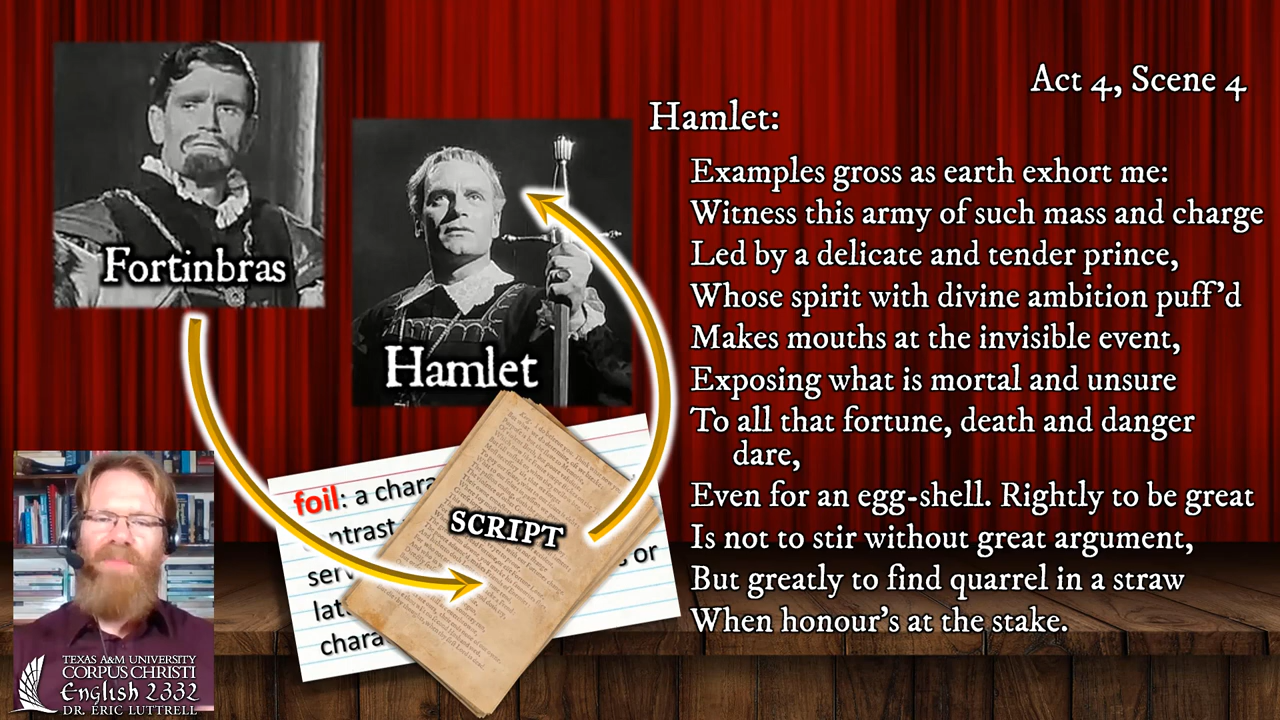 Act 4, Scene 4
Hamlet:
Examples gross as earth exhort me:
Witness this army of such mass and charge
Led by a delicate and tender prince,
Whose spirit with divine ambition puff'd
Makes mouths at the invisible event,
Exposing what is mortal and unsure
To all that fortune, death and danger
dare,
Even for an egg-shell. Rightly to be great
Is not to stir without great argument,
But greatly to find quarrel in a straw
When honour's at the stake.
Fortinbras
Hamlet
foil: a chara
ntrast
serv
or
lat
chara
SCRIPT
TEXAS A&M UNIVERSITY
CORPUS CHRISTI
English 2332
DR. ERIC LUTTRELL